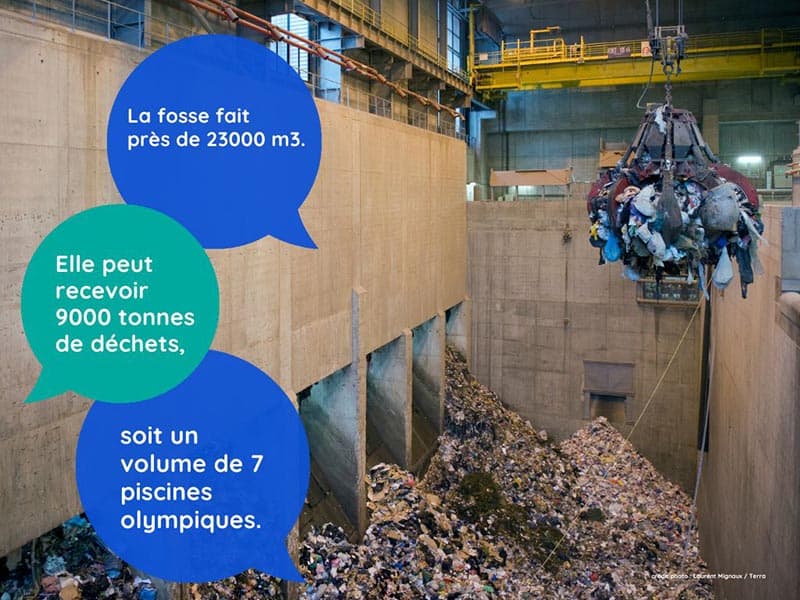 La fosse fait
près de 23000 m3.
Elle peut
recevoir
9000 tonnes
de déchets,
soit un
volume de 7
piscines
olympiques.
crédit photo : Laurent Mignaux / Terra